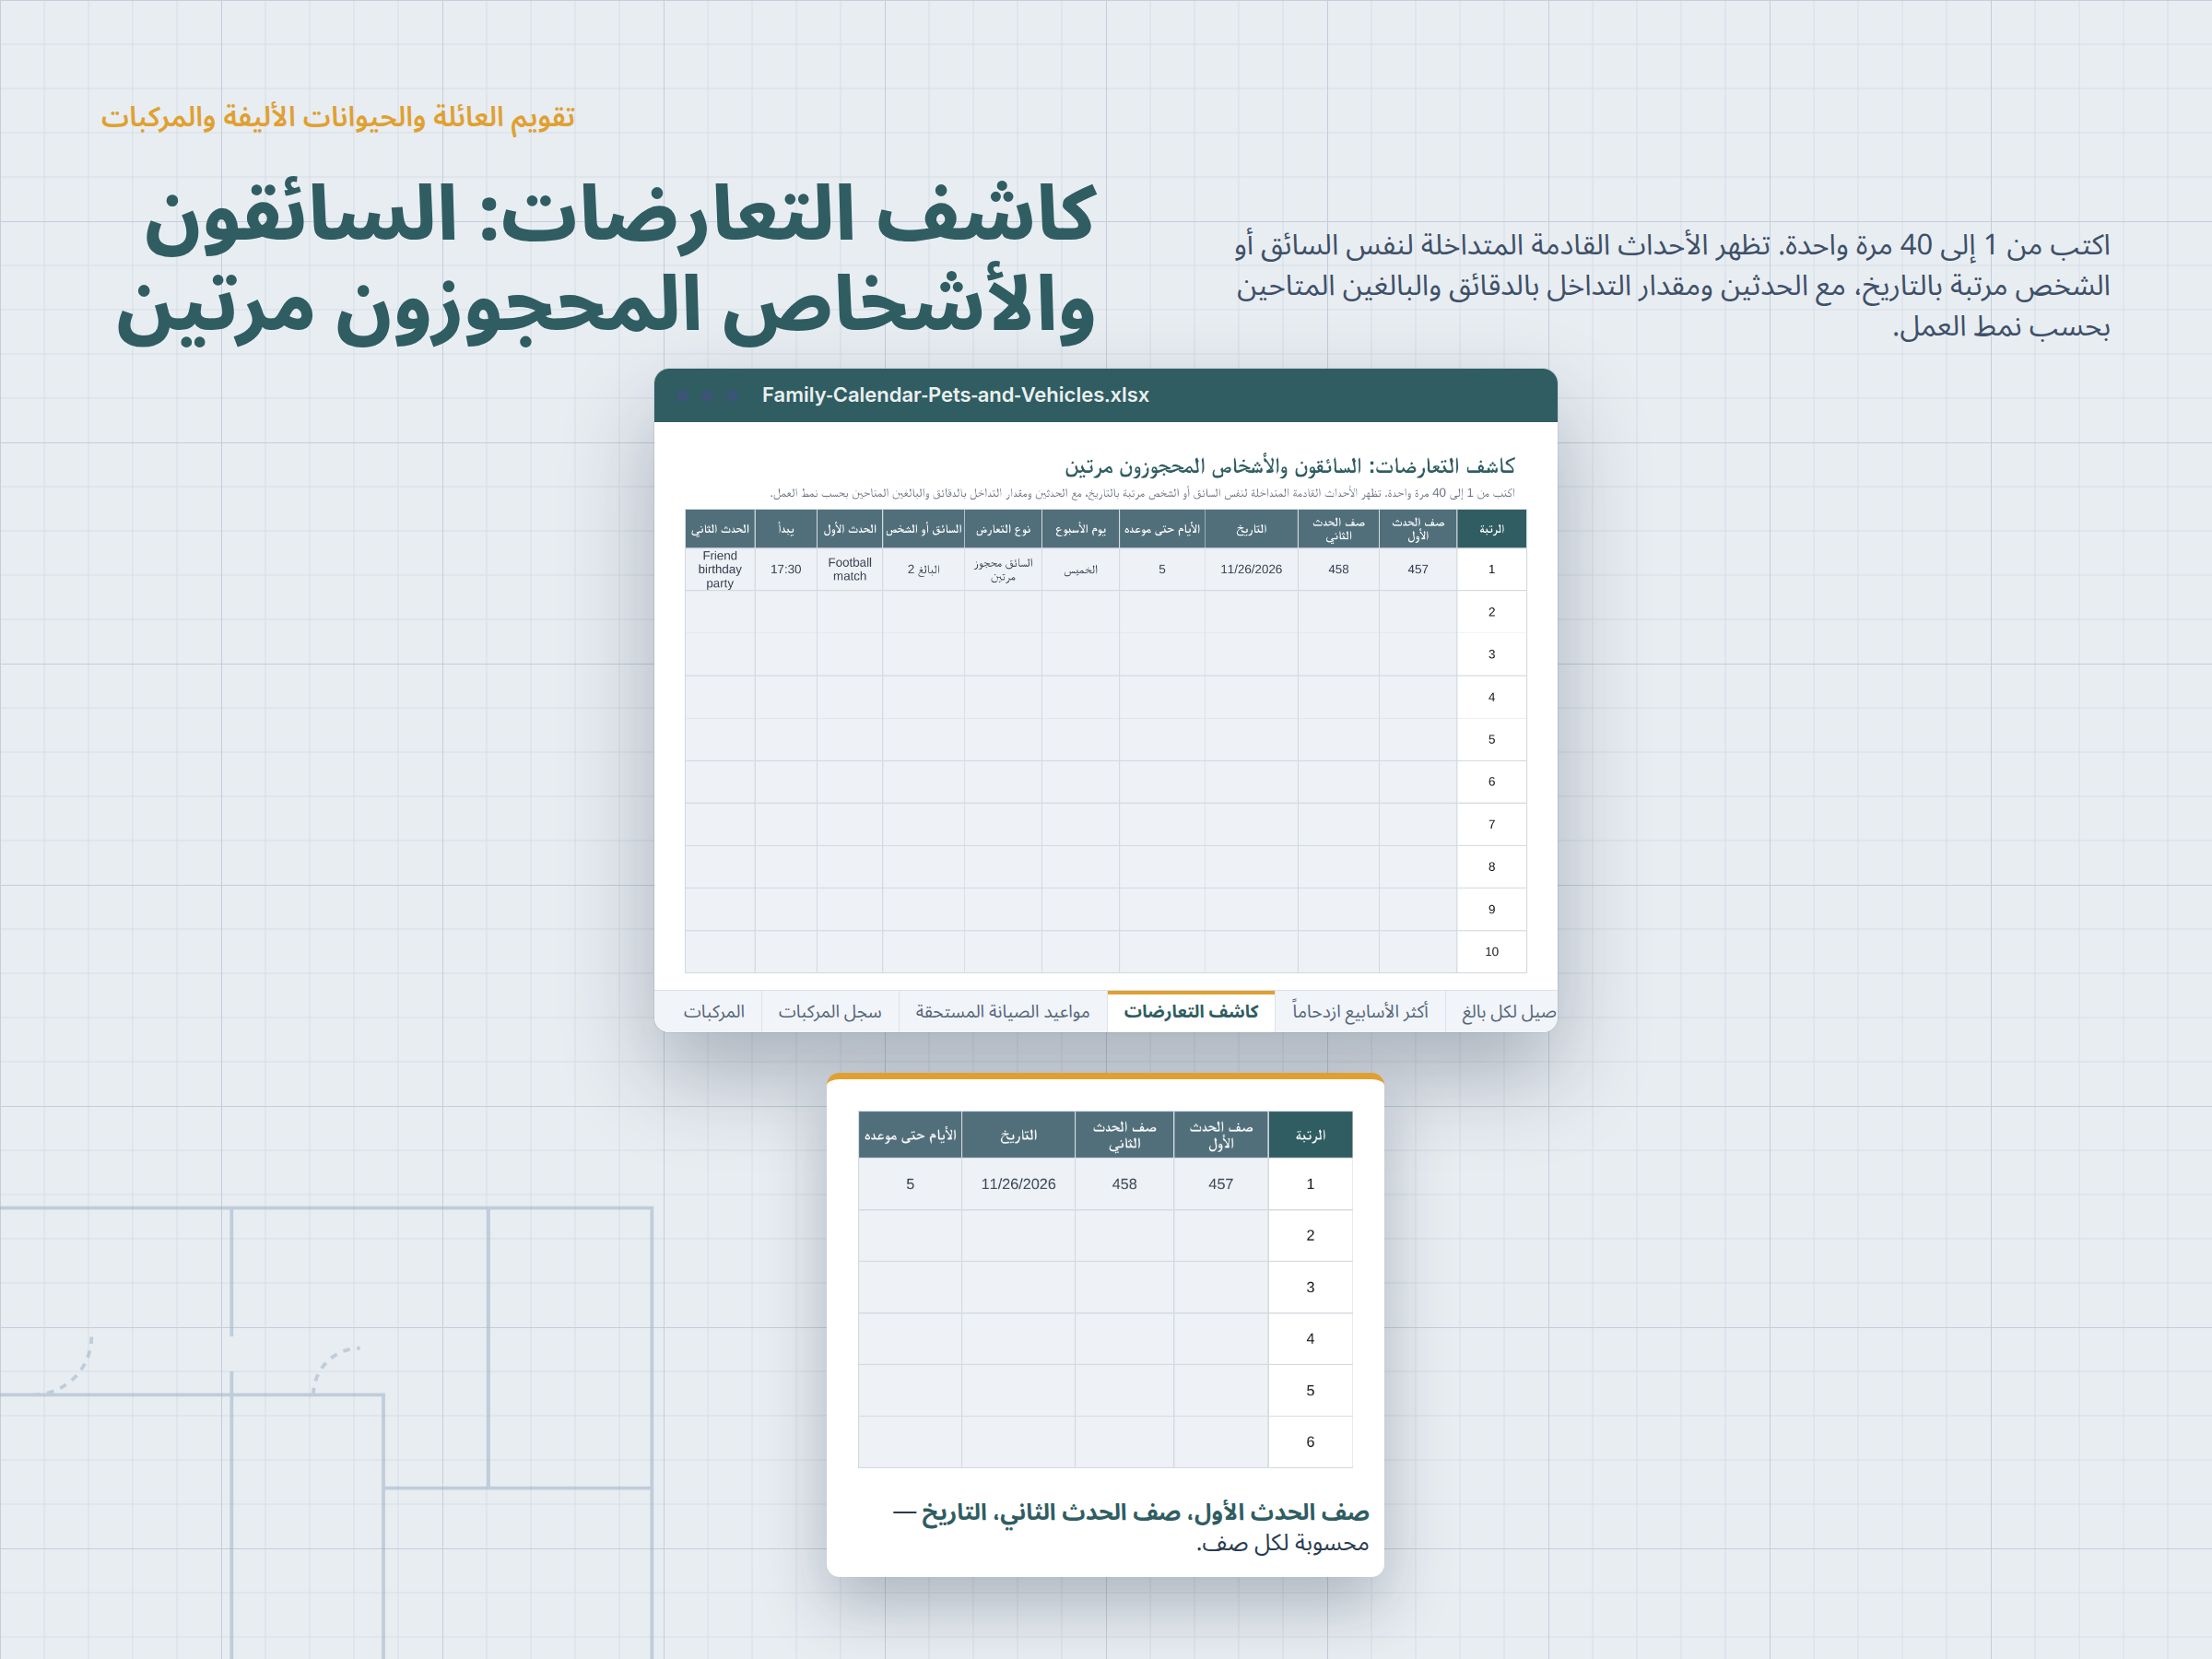 تقويم العائلة والحيوانات الأليفة والمركبات
كاشف التعارضات: السائقون
والأشخاص المحجوزون مرتين
اكتب من 1 إلى 40 مرة واحدة. تظهر الأحداث القادمة المتداخلة لنفس السائق أو
الشخص مرتبة بالتاريخ، مع الحدثين ومقدار التداخل بالدقائق والبالغين المتاحين
بحسب نمط العمل.
Family-Calendar-Pets-and-Vehicles.xlsx
كاشف التعارضات: السائقون والأشخاص المحجوزون مرتين
اكتب من 1 إلى 40 مرة واحدة. تظهر الأحداث القادمة المتداخلة لنفس السائق أو الشخص مرتبة بالتاريخ، مع الحدثين ومقدار التداخل بالدقائق والبالغين المتاحين بحسب نمط العمل.
الرتبة صف الحدث الأول صف الحدث الثاني التاريخ الأيام حتى موعده يوم الأسبوع نوع التعارض السائق أو الشخص الحدث الأول يبدأ الحدث الثاني
1 457 458 11/26/2026 5 الخميس السائق محجوز مرتين البالغ 2 Football match 17:30 Friend birthday party
2
3
4
5
6
7
8
9
10
صيل لكل بالغ أكثر الأسابيع ازدحاماً كاشف التعارضات مواعيد الصيانة المستحقة سجل المركبات المركبات
الرتبة صف الحدث الأول صف الحدث الثاني التاريخ الأيام حتى موعده
1 457 458 11/26/2026 5
2
3
4
5
6
صف الحدث الأول، صف الحدث الثاني، التاريخ —
محسوبة لكل صف.